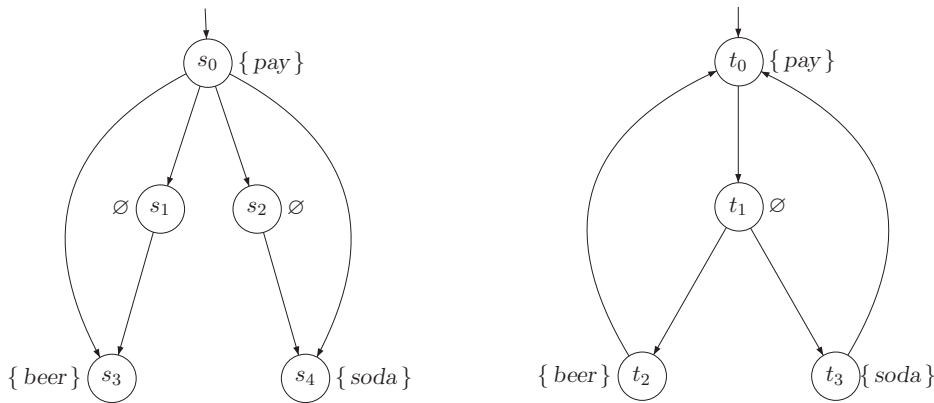 s₀ { pay }
t₀ { pay }
∅ s₁ s₂ ∅
t₁ ∅
{ beer } s₃ s₄ { soda }
{ beer } t₂ t₃ { soda }